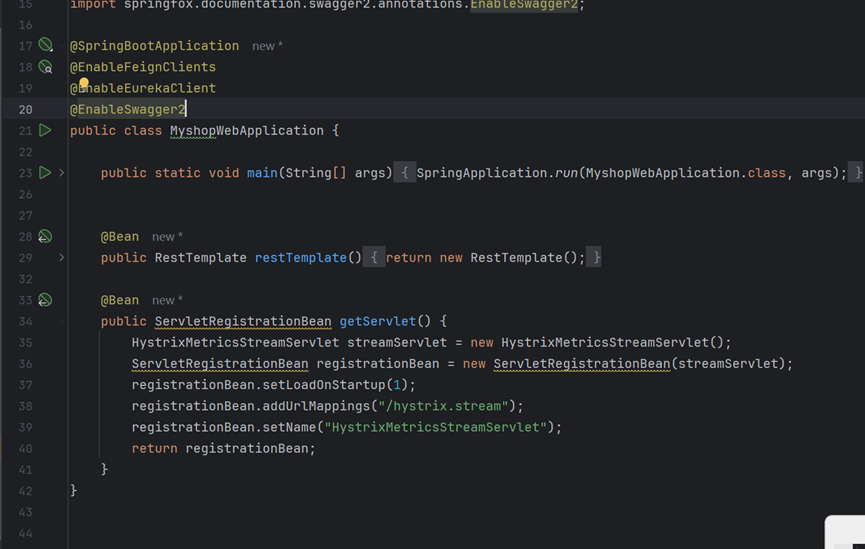 15 import springfox.documentation.swagger2.annotations.EnableSwagger2;
16
17 @SpringBootApplication new *
18 @EnableFeignClients
19 @EnableEurekaClient
20 @EnableSwagger2
21 public class MyshopWebApplication {
22
23 public static void main(String[] args) { SpringApplication.run(MyshopWebApplication.class, args); }
26
27
28 @Bean new *
29 public RestTemplate restTemplate() { return new RestTemplate(); }
32
33 @Bean new *
34 public ServletRegistrationBean getServlet() {
35 HystrixMetricsStreamServlet streamServlet = new HystrixMetricsStreamServlet();
36 ServletRegistrationBean registrationBean = new ServletRegistrationBean(streamServlet);
37 registrationBean.setLoadOnStartup(1);
38 registrationBean.addUrlMappings("/hystrix.stream");
39 registrationBean.setName("HystrixMetricsStreamServlet");
40 return registrationBean;
41 }
42 }
43
44